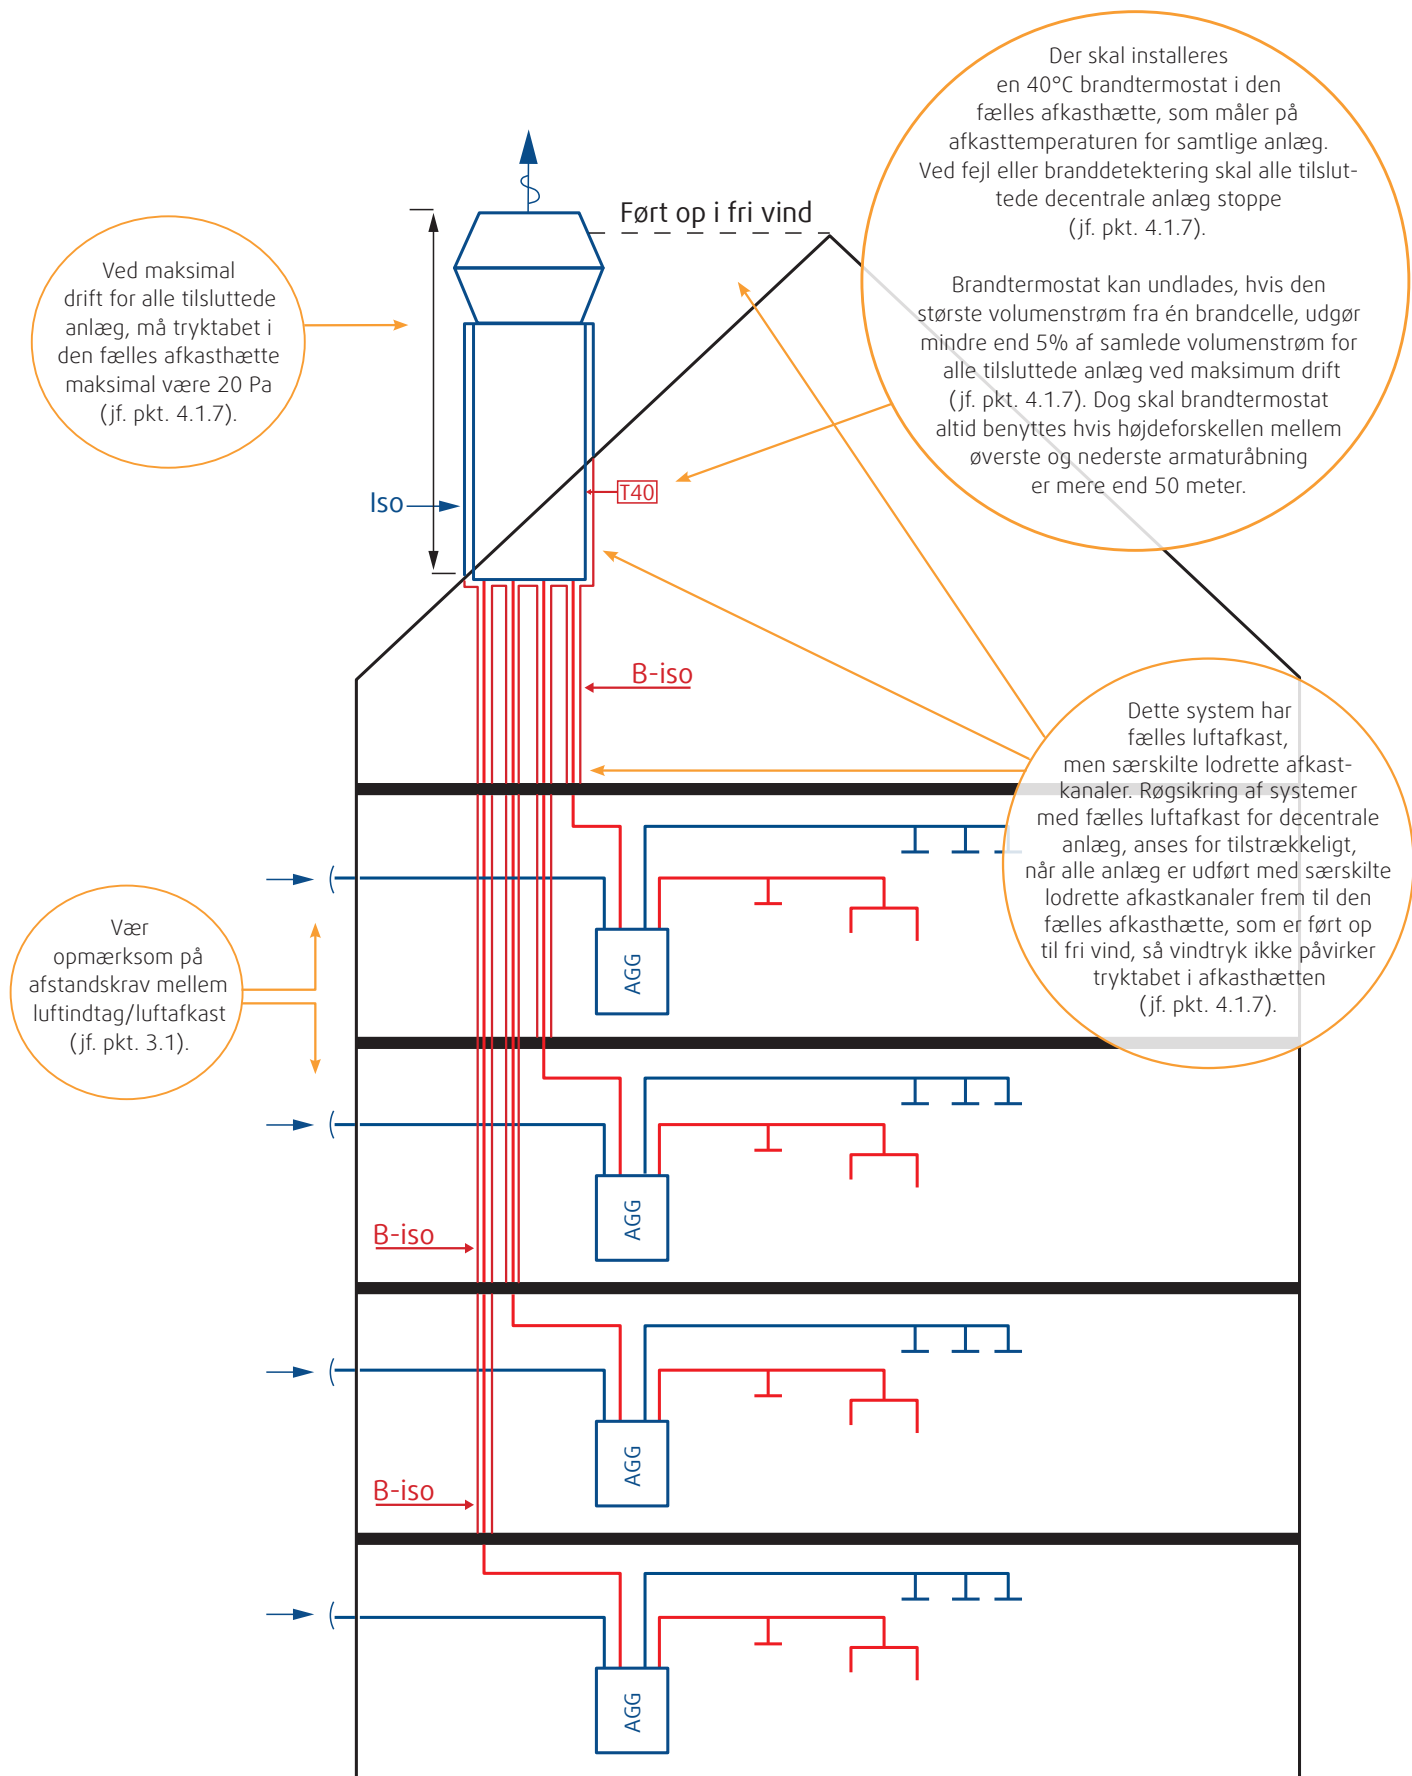 Der skal installeres
en 40°C brandtermostat i den
fælles afkasthætte, som måler på
afkasttemperaturen for samtlige anlæg.
Ved fejl eller branddetektering skal alle tilslut-
tede decentrale anlæg stoppe
(jf. pkt. 4.1.7).
Brandtermostat kan undlades, hvis den
største volumenstrøm fra én brandcelle, udgør
mindre end 5% af samlede volumenstrøm for
alle tilsluttede anlæg ved maksimum drift
(jf. pkt. 4.1.7). Dog skal brandtermostat
altid benyttes hvis højdeforskellen mellem
øverste og nederste armaturåbning
er mere end 50 meter.
Ført op i fri vind
Ved maksimal
drift for alle tilsluttede
anlæg, må tryktabet i
den fælles afkasthætte
maksimal være 20 Pa
(jf. pkt. 4.1.7).
Iso
T40
B-iso
Dette system har
fælles luftafkast,
men særskilte lodrette afkast-
kanaler. Røgsikring af systemer
med fælles luftafkast for decentrale
anlæg, anses for tilstrækkeligt,
når alle anlæg er udført med særskilte
lodrette afkastkanaler frem til den
fælles afkasthætte, som er ført op
til fri vind, så vindtryk ikke påvirker
tryktabet i afkasthætten
(jf. pkt. 4.1.7).
Vær
opmærksom på
afstandskrav mellem
luftindtag/luftafkast
(jf. pkt. 3.1).
AGG
AGG
B-iso
AGG
B-iso
AGG